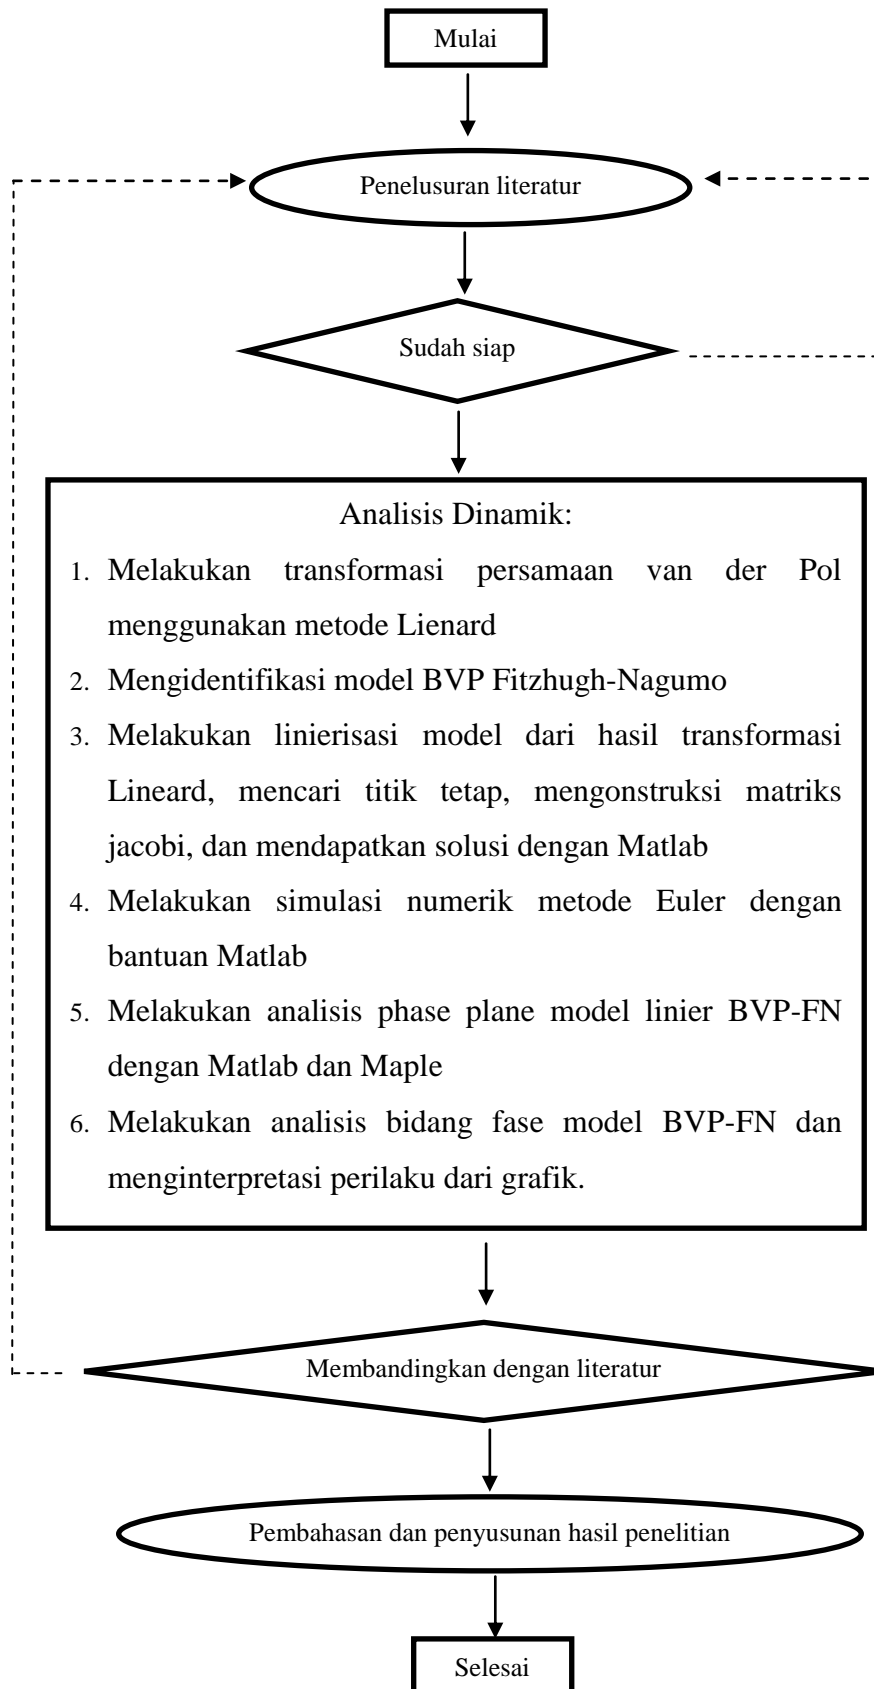 Mulai
Penelusuran literatur
Sudah siap
Analisis Dinamik:
1. Melakukan transformasi persamaan van der Pol
menggunakan metode Lienard
2. Mengidentifikasi model BVP Fitzhugh-Nagumo
3. Melakukan linierisasi model dari hasil transformasi
Lineard, mencari titik tetap, mengonstruksi matriks
jacobi, dan mendapatkan solusi dengan Matlab
4. Melakukan simulasi numerik metode Euler dengan
bantuan Matlab
5. Melakukan analisis phase plane model linier BVP-FN
dengan Matlab dan Maple
6. Melakukan analisis bidang fase model BVP-FN dan
menginterpretasi perilaku dari grafik.
Membandingkan dengan literatur
Pembahasan dan penyusunan hasil penelitian
Selesai